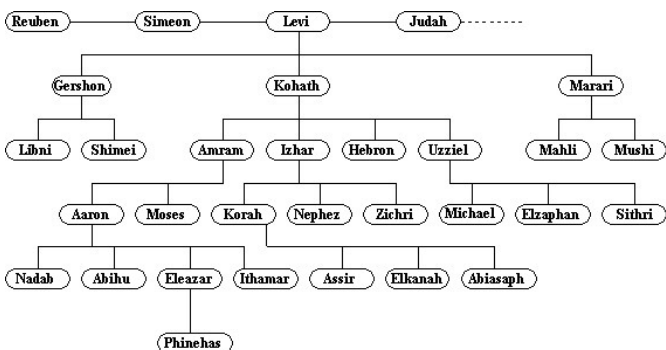 Reuben Simeon Levi Judah
Gershon Kohath Marari
Libni Shimei Amram Izhar Hebron Uzziel Mahli Mushi
Aaron Moses Korah Nephez Zichri Michael Elzaphan Sithri
Nadab Abihu Eleazar Ithamar Assir Elkanah Abiasaph
Phinehas